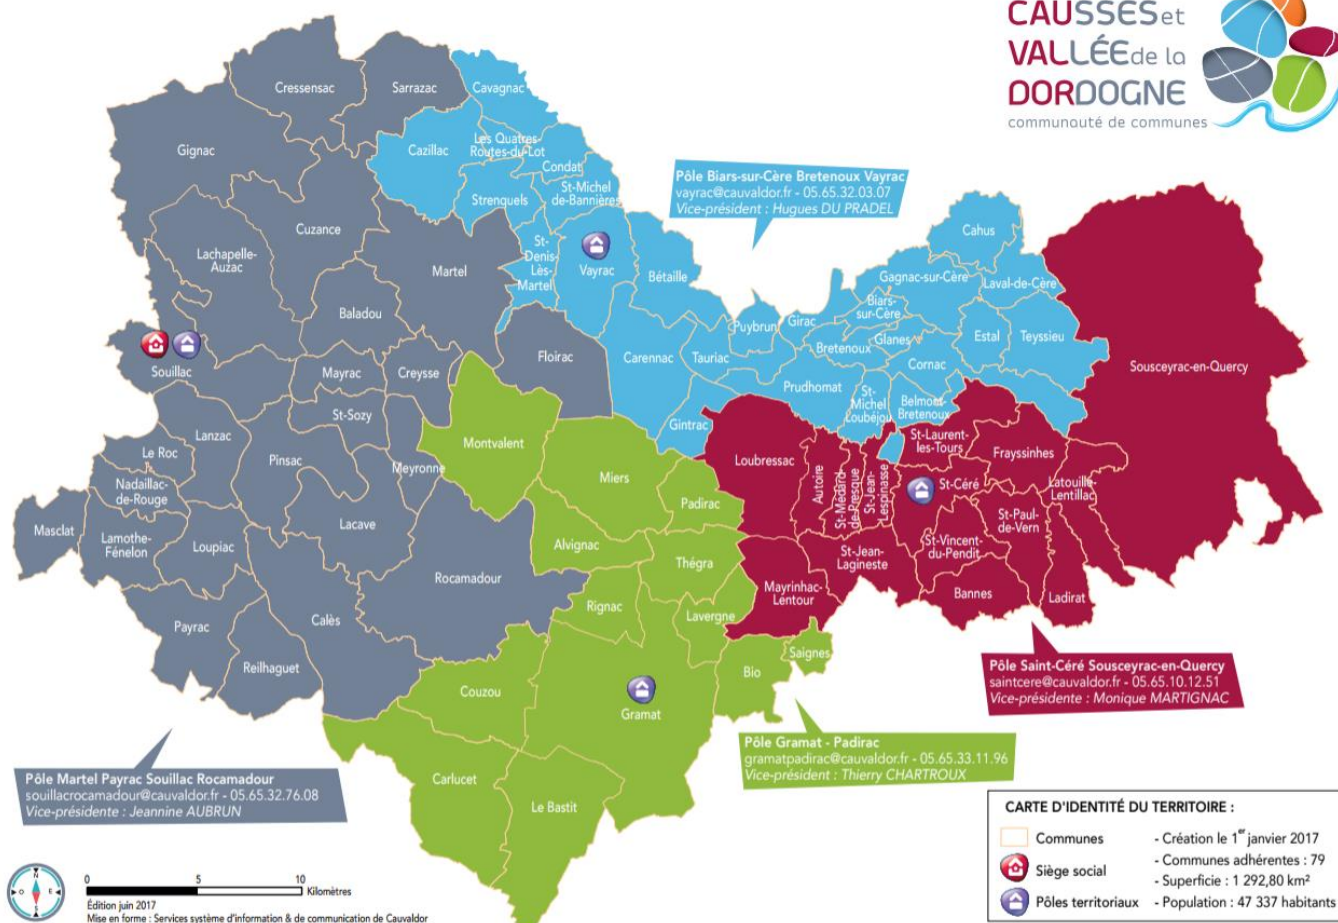 CAUSSES et
VALLÉE de la
DORDOGNE
communauté de communes
Cressensac
Sarrazac
Cavagnac
Gignac
Cazillac
Les Quatres-
Routes-du-Lot
Condat
St-Michel
de-Bannières
Strenquels
Cuzance
Lachapelle-
Auzac
Martel
St-
Denis-
Lès-
Martel
Vayrac
Bétaille
Pôle Biars-sur-Cère Bretenoux Vayrac
vayrac@cauvaldor.fr - 05.65.32.03.07
Vice-président : Hugues DU PRADEL
Cahus
Gagnac-sur-Cère
Laval-de-Cère
Biars-
sur-Cère
Baladou
Puybrun
Girac
Bretenoux
Glanes
Estal
Teyssieu
Souillac
Mayrac
Creysse
Floirac
Carennac
Tauriac
Prudhomat
Cornac
Sousceyrac-en-Quercy
St-
Michel
Loubéjou
Belmont-
Bretenoux
St-Sozy
Gintrac
Lanzac
Le Roc
Pinsac
Meyronne
Montvalent
Miers
Loubressac
Autoire
St-Médard-
de-Presque
St-Jean-
Lespinasse
St-Laurent-
les-Tours
Frayssinhes
St-Céré
Latouille-
Lentillac
Nadaillac-
de-Rouge
Padirac
Masclat
Lamothe-
Fénelon
Loupiac
Lacave
Alvignac
Thégra
St-Jean-
Lagineste
St-Paul-
de-Vern
St-Vincent-
du-Pendit
Rocamadour
Mayrinhac-
Lentour
Bannes
Ladirat
Rignac
Lavergne
Payrac
Calès
Reilhaguet
Couzou
Gramat
Bio
Saignes
Pôle Saint-Céré Sousceyrac-en-Quercy
saintcere@cauvaldor.fr - 05.65.10.12.51
Vice-présidente : Monique MARTIGNAC
Pôle Gramat - Padirac
gramatpadirac@cauvaldor.fr - 05.65.33.11.96
Vice-président : Thierry CHARTROUX
Carlucet
Le Bastit
Pôle Martel Payrac Souillac Rocamadour
souillacrocamadour@cauvaldor.fr - 05.65.32.76.08
Vice-présidente : Jeannine AUBRUN
CARTE D'IDENTITÉ DU TERRITOIRE :
Communes
Siège social
Pôles territoriaux
- Création le 1er janvier 2017
- Communes adhérentes : 79
- Superficie : 1 292,80 km²
- Population : 47 337 habitants
N
O E
S
0 5 10 Kilomètres
Édition juin 2017
Mise en forme : Services système d'information & de communication de Cauvaldor